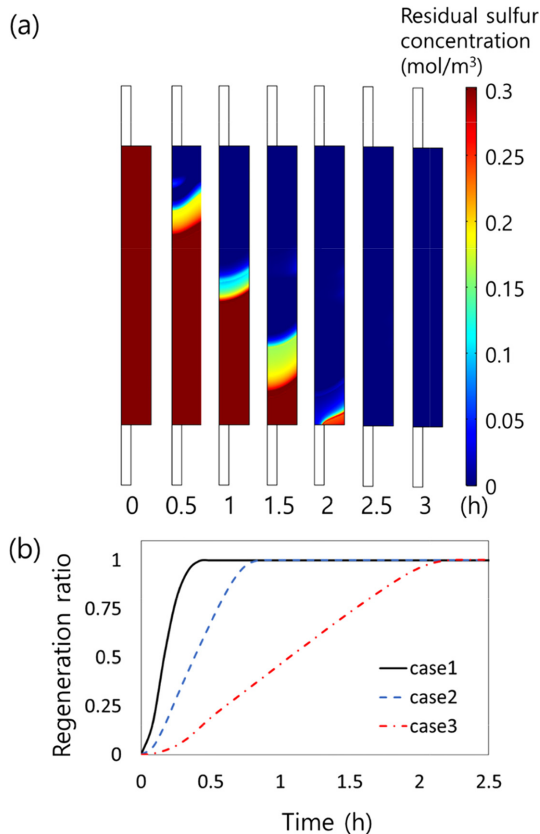 (a)
Residual sulfur
concentration
(mol/m³)
0.3
0.25
0.2
0.15
0.1
0.05
0
0 0.5 1 1.5 2 2.5 3 (h)
(b)
Regeneration ratio
1
0.75
0.5
0.25
0
case1
case2
case3
0 0.5 1 1.5 2 2.5
Time (h)